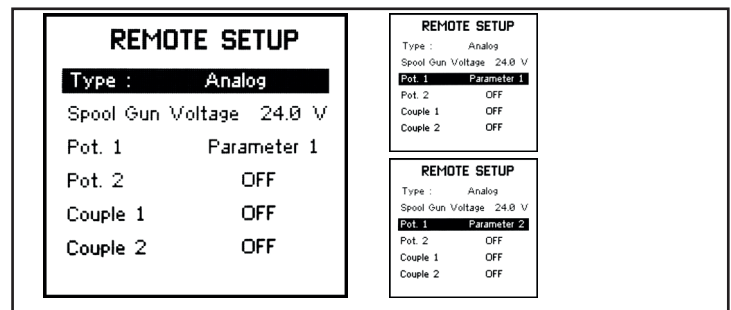 REMOTE SETUP
Type : Analog
Spool Gun Voltage 24.0 V
Pot. 1 Parameter 1
Pot. 2 OFF
Couple 1 OFF
Couple 2 OFF
REMOTE SETUP
Type : Analog
Spool Gun Voltage 24.0 V
Pot. 1 Parameter 1
Pot. 2 OFF
Couple 1 OFF
Couple 2 OFF
REMOTE SETUP
Type : Analog
Spool Gun Voltage 24.0 V
Pot. 1 Parameter 2
Pot. 2 OFF
Couple 1 OFF
Couple 2 OFF